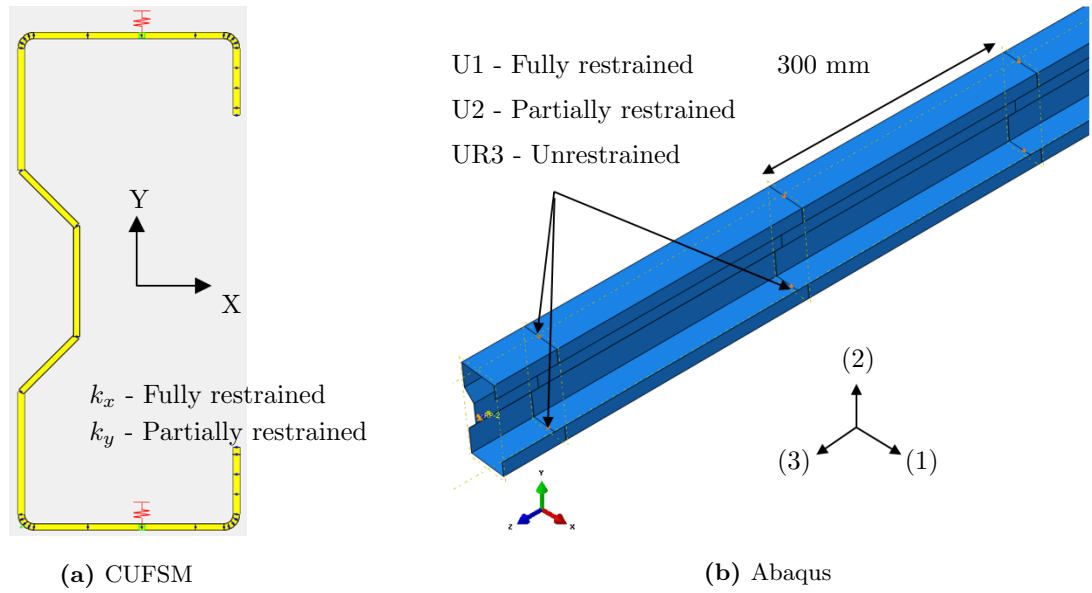 Y
X
k_x - Fully restrained
k_y - Partially restrained
(a) CUFSM
U1 - Fully restrained
300 mm
U2 - Partially restrained
UR3 - Unrestrained
(2)
(3)
(1)
Y
Z
X
(b) Abaqus